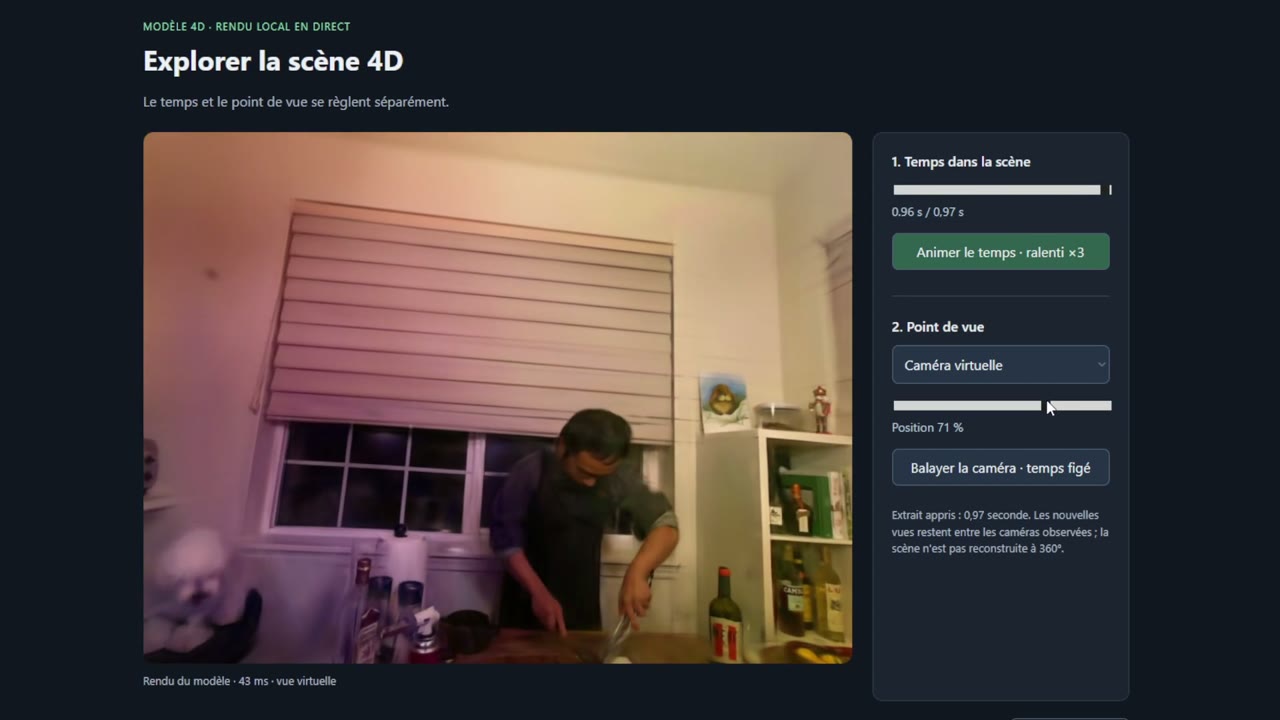 MODÈLE 4D · RENDU LOCAL EN DIRECT
Explorer la scène 4D
Le temps et le point de vue se règlent séparément.
1. Temps dans la scène
0.96 s / 0,97 s
Animer le temps · ralenti ×3
2. Point de vue
Caméra virtuelle
Position 71 %
Balayer la caméra · temps figé
Extrait appris : 0,97 seconde. Les nouvelles
vues restent entre les caméras observées ; la
scène n'est pas reconstruite à 360°.
Rendu du modèle · 43 ms · vue virtuelle